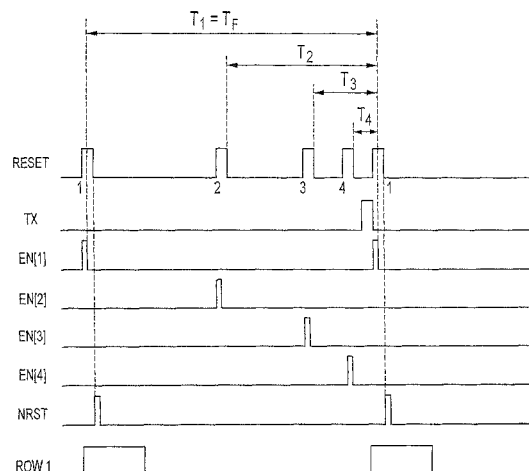 T₁ = T_F
T₂
T₃
T₄
RESET
1 2 3 4 1
TX
EN[1]
EN[2]
EN[3]
EN[4]
NRST
ROW 1